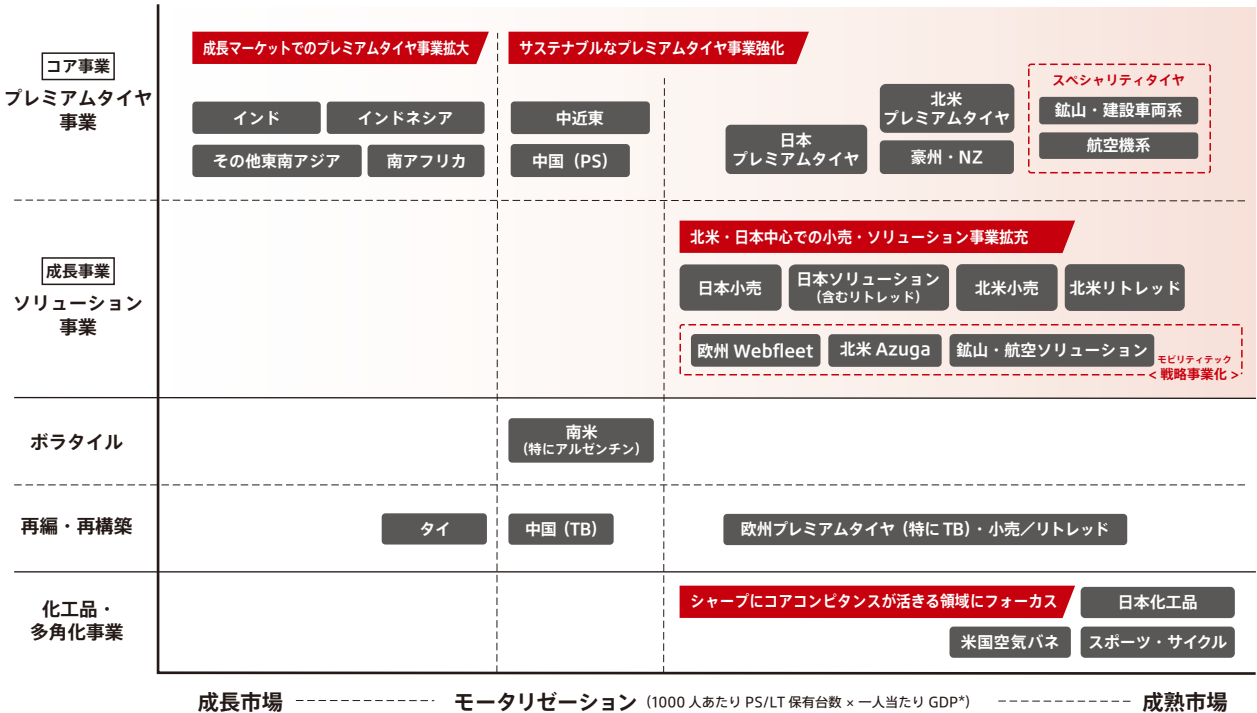 コア事業
プレミアムタイヤ
事業
成長マーケットでのプレミアムタイヤ事業拡大
サステナブルなプレミアムタイヤ事業強化
インド
インドネシア
その他東南アジア
南アフリカ
中近東
中国（PS）
日本
プレミアムタイヤ
北米
プレミアムタイヤ
豪州・NZ
スペシャリティタイヤ
鉱山・建設車両系
航空機系
成長事業
ソリューション
事業
北米・日本中心での小売・ソリューション事業拡充
日本小売
日本ソリューション
（含むリトレッド）
北米小売
北米リトレッド
欧州 Webfleet
北米 Azuga
鉱山・航空ソリューション
モビリティテック
< 戦略事業化 >
ボラタイル
南米
（特にアルゼンチン）
再編・再構築
タイ
中国（TB）
欧州プレミアムタイヤ（特に TB）・小売／リトレッド
化工品・
多角化事業
シャープにコアコンピタンスが活きる領域にフォーカス
日本化工品
米国空気バネ
スポーツ・サイクル
成長市場
モータリゼーション（1000 人あたり PS/LT 保有台数 × 一人当たり GDP*）
成熟市場